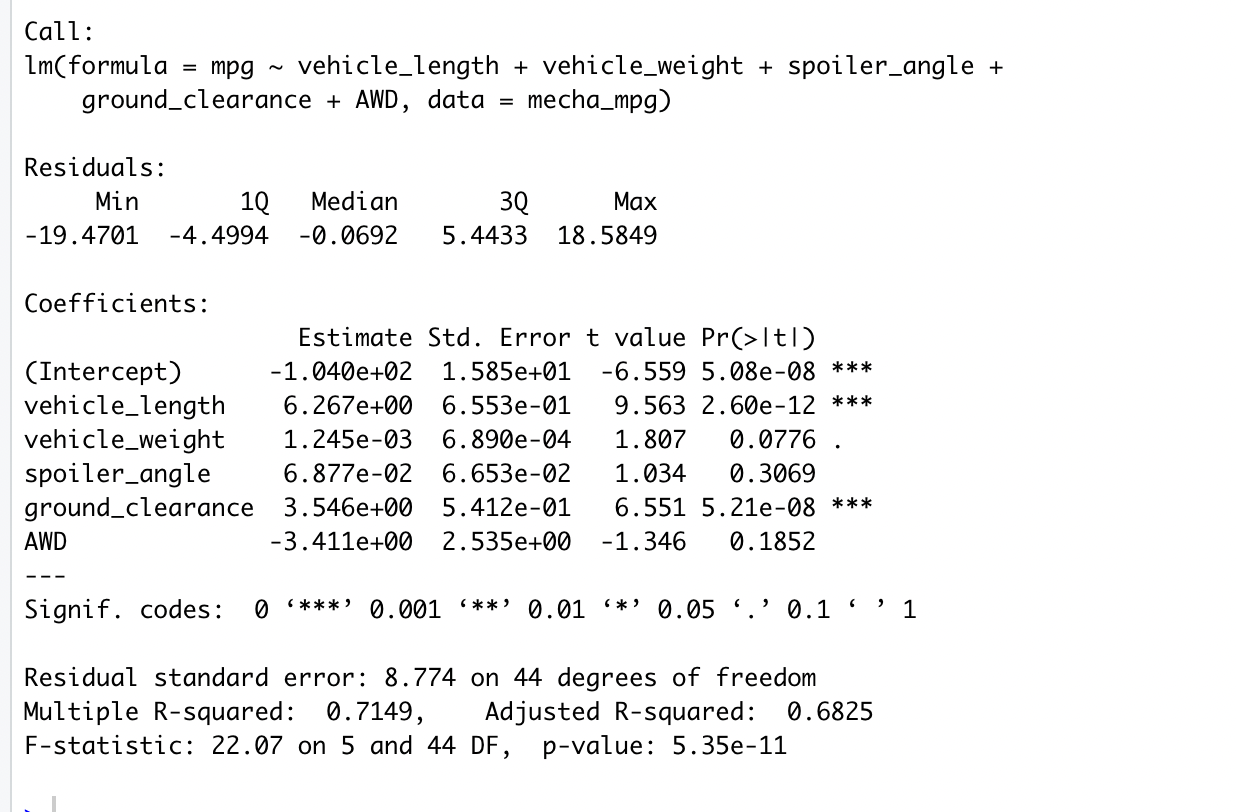 Call:
lm(formula = mpg ~ vehicle_length + vehicle_weight + spoiler_angle +
    ground_clearance + AWD, data = mecha_mpg)
Residuals:
     Min       1Q   Median       3Q      Max
-19.4701  -4.4994  -0.0692   5.4433  18.5849
Coefficients:
                   Estimate Std. Error t value Pr(>|t|)
(Intercept)      -1.040e+02  1.585e+01  -6.559 5.08e-08 ***
vehicle_length    6.267e+00  6.553e-01   9.563 2.60e-12 ***
vehicle_weight    1.245e-03  6.890e-04   1.807   0.0776 .
spoiler_angle     6.877e-02  6.653e-02   1.034   0.3069
ground_clearance  3.546e+00  5.412e-01   6.551 5.21e-08 ***
AWD              -3.411e+00  2.535e+00  -1.346   0.1852
---
Signif. codes:  0 ‘***’ 0.001 ‘**’ 0.01 ‘*’ 0.05 ‘.’ 0.1 ‘ ’ 1
Residual standard error: 8.774 on 44 degrees of freedom
Multiple R-squared:  0.7149,    Adjusted R-squared:  0.6825
F-statistic: 22.07 on 5 and 44 DF,  p-value: 5.35e-11